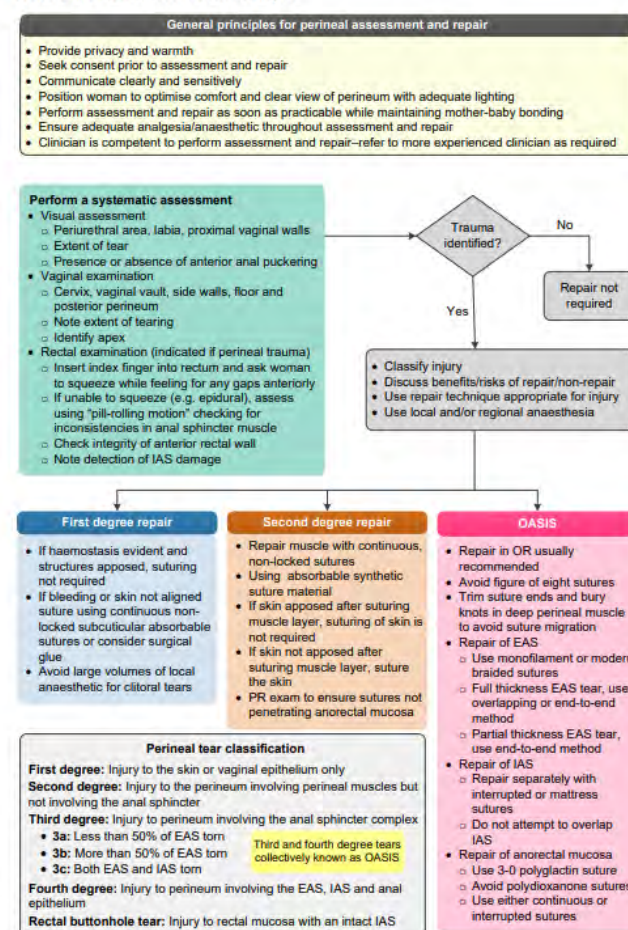 General principles for perineal assessment and repair
• Provide privacy and warmth
• Seek consent prior to assessment and repair
• Communicate clearly and sensitively
• Position woman to optimise comfort and clear view of perineum with adequate lighting
• Perform assessment and repair as soon as practicable while maintaining mother-baby bonding
• Ensure adequate analgesia/anaesthetic throughout assessment and repair
• Clinician is competent to perform assessment and repair–refer to more experienced clinician as required
Perform a systematic assessment
• Visual assessment
▫ Periurethral area, labia, proximal vaginal walls
▫ Extent of tear
▫ Presence or absence of anterior anal puckering
• Vaginal examination
▫ Cervix, vaginal vault, side walls, floor and
posterior perineum
▫ Note extent of tearing
▫ Identify apex
• Rectal examination (indicated if perineal trauma)
▫ Insert index finger into rectum and ask woman
to squeeze while feeling for any gaps anteriorly
▫ If unable to squeeze (e.g. epidural), assess
using "pill-rolling motion" checking for
inconsistencies in anal sphincter muscle
▫ Check integrity of anterior rectal wall
▫ Note detection of IAS damage
Trauma
identified?
No
Repair not
required
Yes
• Classify injury
• Discuss benefits/risks of repair/non-repair
• Use repair technique appropriate for injury
• Use local and/or regional anaesthesia
First degree repair
• If haemostasis evident and
structures apposed, suturing
not required
• If bleeding or skin not aligned
suture using continuous non-
locked subcuticular absorbable
sutures or consider surgical
glue
• Avoid large volumes of local
anaesthetic for clitoral tears
Second degree repair
• Repair muscle with continuous,
non-locked sutures
• Using absorbable synthetic
suture material
• If skin apposed after suturing
muscle layer, suturing of skin is
not required
• If skin not apposed after
suturing muscle layer, suture
the skin
• PR exam to ensure sutures not
penetrating anorectal mucosa
OASIS
• Repair in OR usually
recommended
• Avoid figure of eight sutures
• Trim suture ends and bury
knots in deep perineal muscle
to avoid suture migration
• Repair of EAS
▫ Use monofilament or modern
braided sutures
▫ Full thickness EAS tear, use
overlapping or end-to-end
method
▫ Partial thickness EAS tear,
use end-to-end method
• Repair of IAS
▫ Repair separately with
interrupted or mattress
sutures
▫ Do not attempt to overlap
IAS
• Repair of anorectal mucosa
▫ Use 3-0 polyglactin suture
▫ Avoid polydioxanone sutures
▫ Use either continuous or
interrupted sutures
Perineal tear classification
First degree: Injury to the skin or vaginal epithelium only
Second degree: Injury to the perineum involving perineal muscles but
not involving the anal sphincter
Third degree: Injury to perineum involving the anal sphincter complex
• 3a: Less than 50% of EAS torn
• 3b: More than 50% of EAS torn
• 3c: Both EAS and IAS torn
Third and fourth degree tears
collectively known as OASIS
Fourth degree: Injury to perineum involving the EAS, IAS and anal
epithelium
Rectal buttonhole tear: Injury to rectal mucosa with an intact IAS